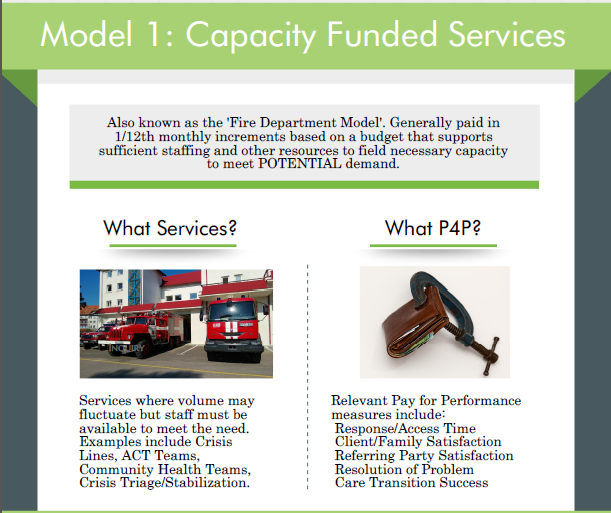 Model 1: Capacity Funded Services
Also known as the 'Fire Department Model'. Generally paid in
1/12th monthly increments based on a budget that supports
sufficient staffing and other resources to field necessary capacity
to meet POTENTIAL demand.
What Services?
What P4P?
INQUIRY
Services where volume may
fluctuate but staff must be
available to meet the need.
Examples include Crisis
Lines, ACT Teams,
Community Health Teams,
Crisis Triage/Stabilization.
Relevant Pay for Performance
measures include:
Response/Access Time
Client/Family Satisfaction
Referring Party Satisfaction
Resolution of Problem
Care Transition Success